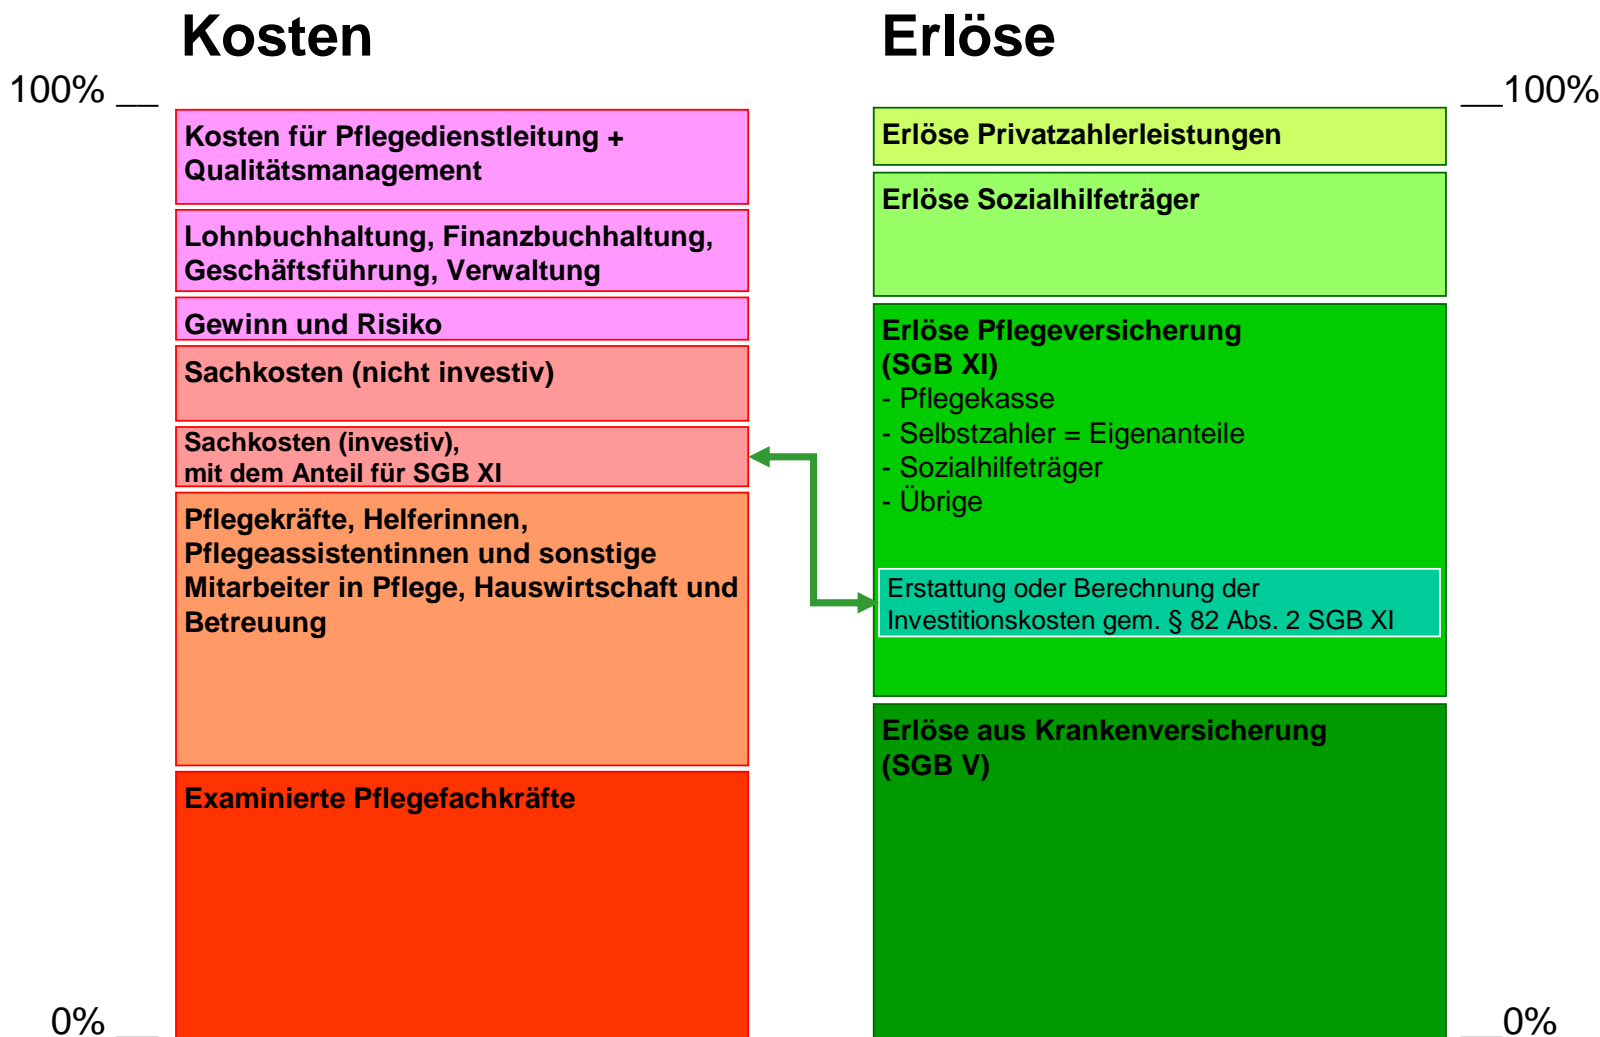 Kosten
100%
Kosten für Pflegedienstleitung +
Qualitätsmanagement
Lohnbuchhaltung, Finanzbuchhaltung,
Geschäftsführung, Verwaltung
Gewinn und Risiko
Sachkosten (nicht investiv)
Sachkosten (investiv),
mit dem Anteil für SGB XI
Pflegekräfte, Helferinnen,
Pflegeassistentinnen und sonstige
Mitarbeiter in Pflege, Hauswirtschaft und
Betreuung
Examinierte Pflegefachkräfte
0%
Erlöse
100%
Erlöse Privatzahlerleistungen
Erlöse Sozialhilfeträger
Erlöse Pflegeversicherung
(SGB XI)
- Pflegekasse
- Selbstzahler = Eigenanteile
- Sozialhilfeträger
- Übrige
Erstattung oder Berechnung der
Investitionskosten gem. § 82 Abs. 2 SGB XI
Erlöse aus Krankenversicherung
(SGB V)
0%